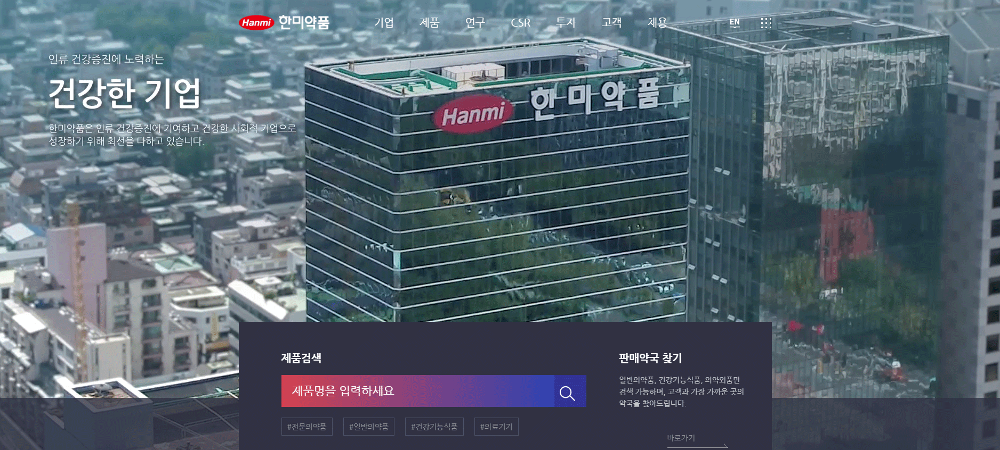 Hanmi 한미약품
기업 제품 연구 CSR 투자 고객 채용
EN
인류 건강증진에 노력하는
건강한 기업
한미약품은 인류 건강증진에 기여하고 건강한 사회적 기업으로
성장하기 위해 최선을 다하고 있습니다.
Hanmi 한미약품
제품검색
제품명을 입력하세요
#전문의약품 #일반의약품 #건강기능식품 #의료기기
판매약국 찾기
일반의약품, 건강기능식품, 의약외품만
검색 가능하며, 고객과 가장 가까운 곳의
약국을 찾아드립니다.
바로가기